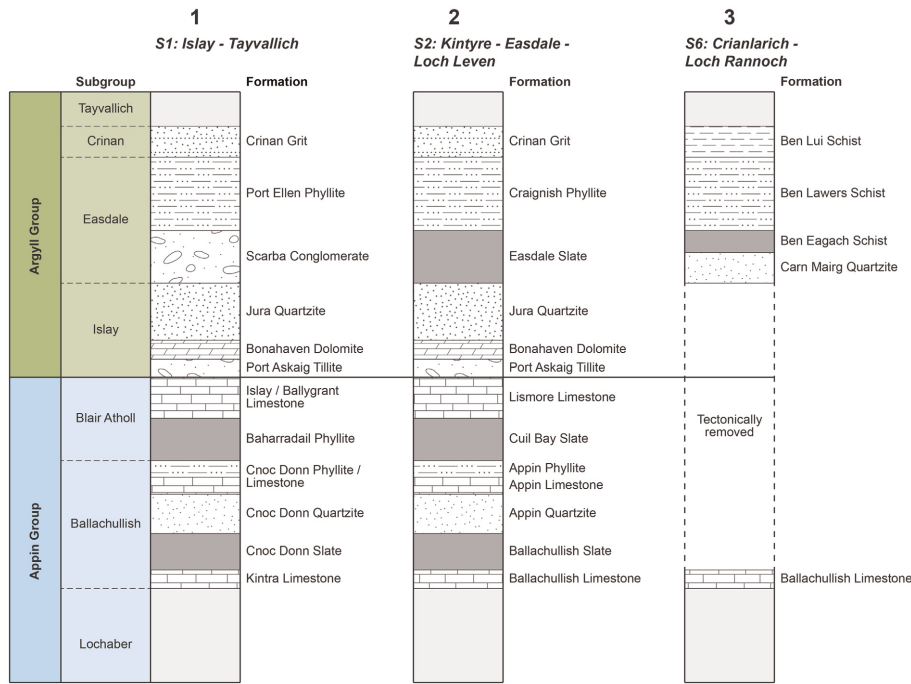 1
2
3
S1: Islay - Tayvallich
S2: Kintyre - Easdale -
Loch Leven
S6: Crianlarich -
Loch Rannoch
Subgroup
Formation
Formation
Formation
Argyll Group
Tayvallich
Crinan
Easdale
Islay
Appin Group
Blair Atholl
Ballachullish
Lochaber
Crinan Grit
Port Ellen Phyllite
Scarba Conglomerate
Jura Quartzite
Bonahaven Dolomite
Port Askaig Tillite
Islay / Ballygrant
Limestone
Baharradail Phyllite
Cnoc Donn Phyllite /
Limestone
Cnoc Donn Quartzite
Cnoc Donn Slate
Kintra Limestone
Crinan Grit
Craignish Phyllite
Easdale Slate
Jura Quartzite
Bonahaven Dolomite
Port Askaig Tillite
Lismore Limestone
Cuil Bay Slate
Appin Phyllite
Appin Limestone
Appin Quartzite
Ballachullish Slate
Ballachullish Limestone
Ben Lui Schist
Ben Lawers Schist
Ben Eagach Schist
Carn Mairg Quartzite
Tectonically
removed
Ballachullish Limestone